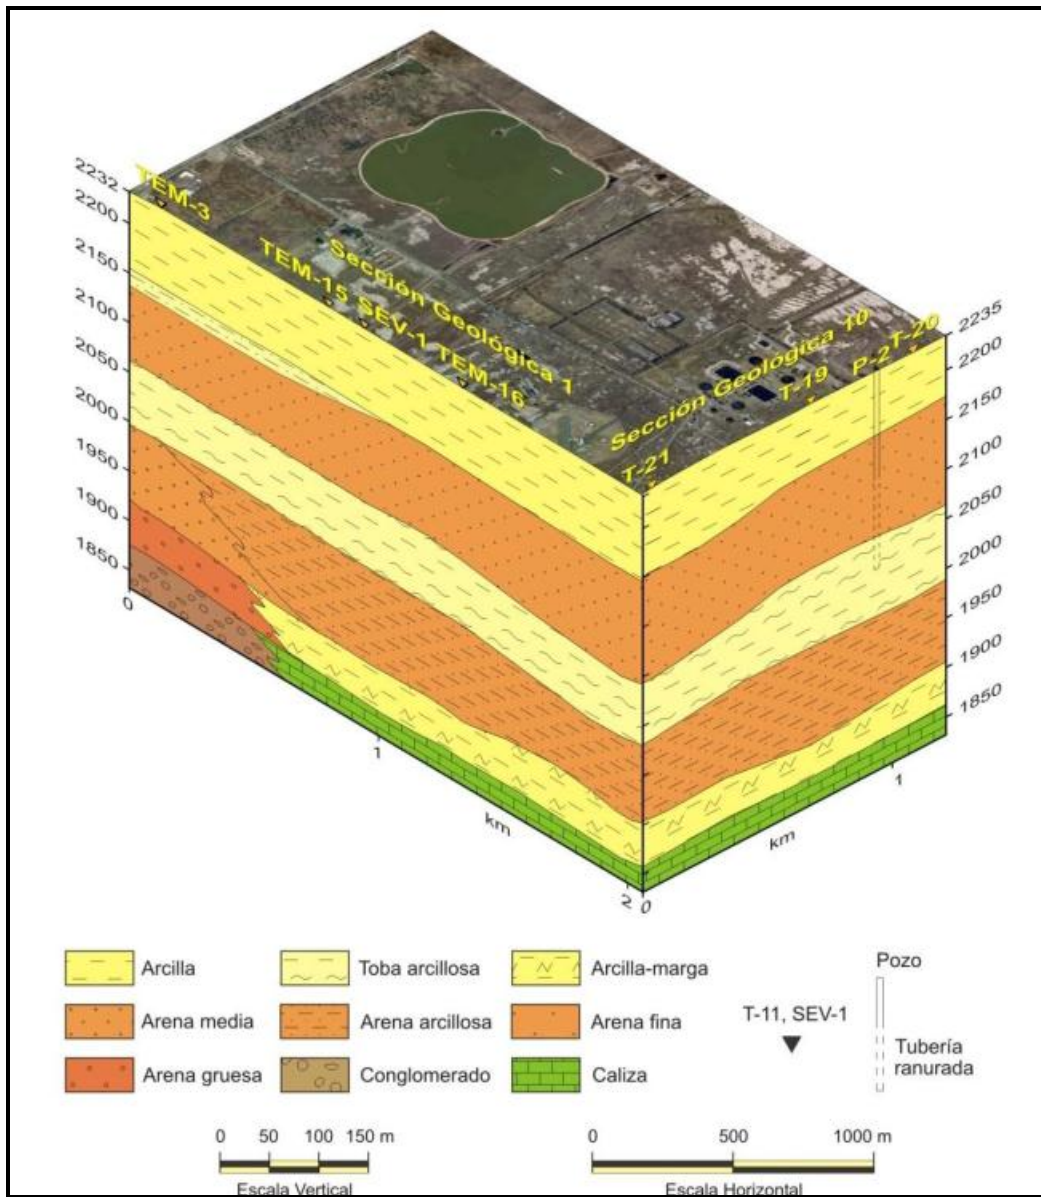 2232
2200
2150
2100
2050
2000
1950
1900
1850
0
1
2
km
TEM-3
TEM-15 SEV-1 TEM-16
Sección Geológica 1
Sección Geológica 10
T-21
T-19
P-2
T-20
2235
2200
2150
2100
2050
2000
1950
1900
1850
0
1
km
Arcilla
Toba arcillosa
Arcilla-marga
Arena media
Arena arcillosa
Arena fina
Arena gruesa
Conglomerado
Caliza
T-11, SEV-1
Pozo
Tubería
ranurada
0 50 100 150 m
Escala Vertical
0 500 1000 m
Escala Horizontal